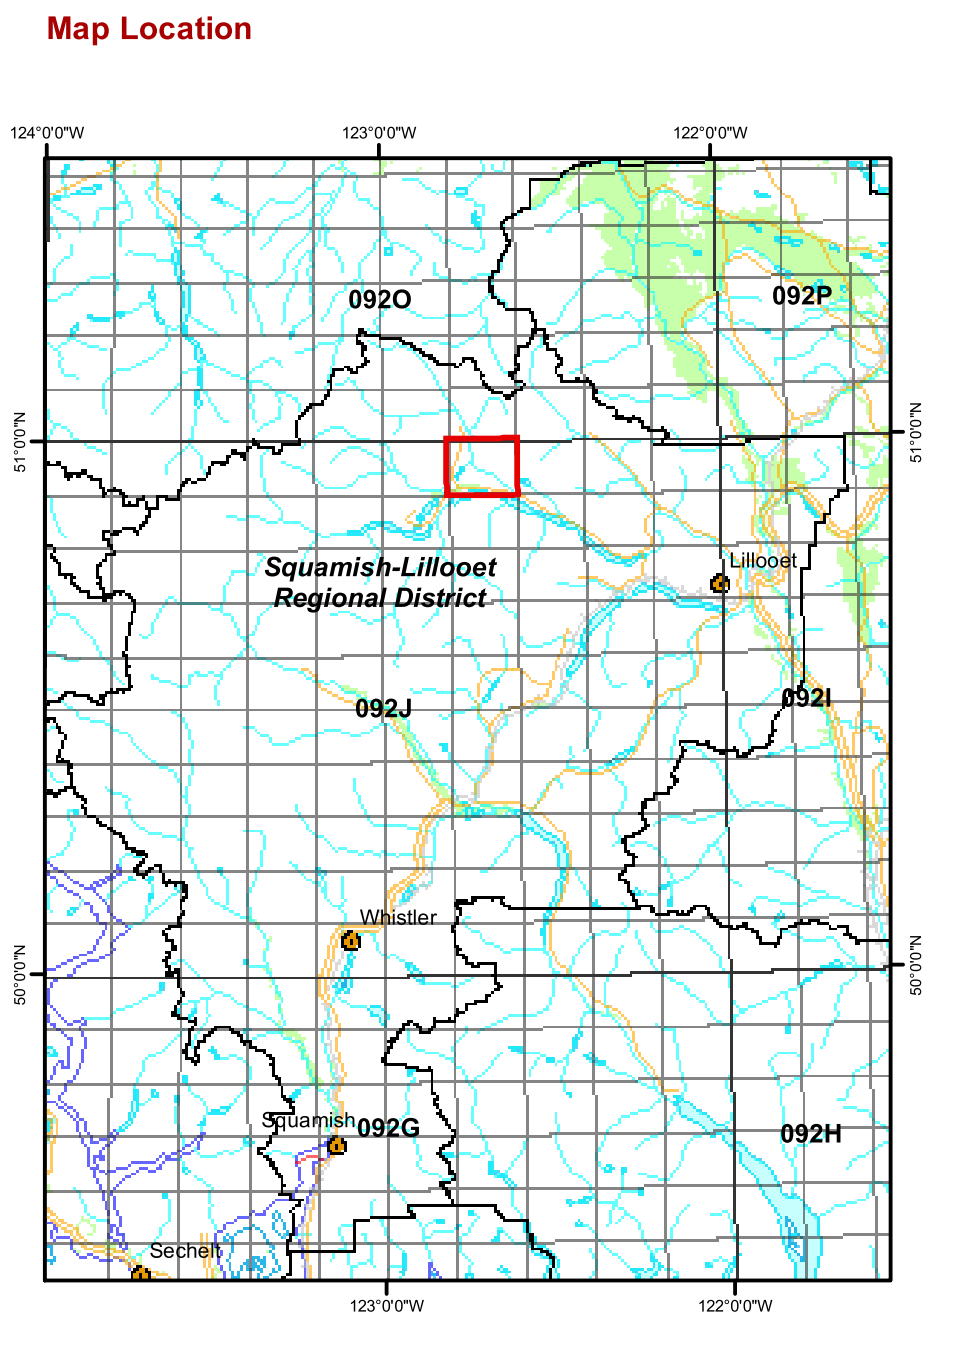 Map Location
124°0'0"W
123°0'0"W
122°0'0"W
092O
092P
51°0'0"N
51°0'0"N
Lillooet
Squamish-Lillooet
Regional District
092J
092I
Whistler
50°0'0"N
50°0'0"N
Squamish
092G
092H
Sechelt
123°0'0"W
122°0'0"W